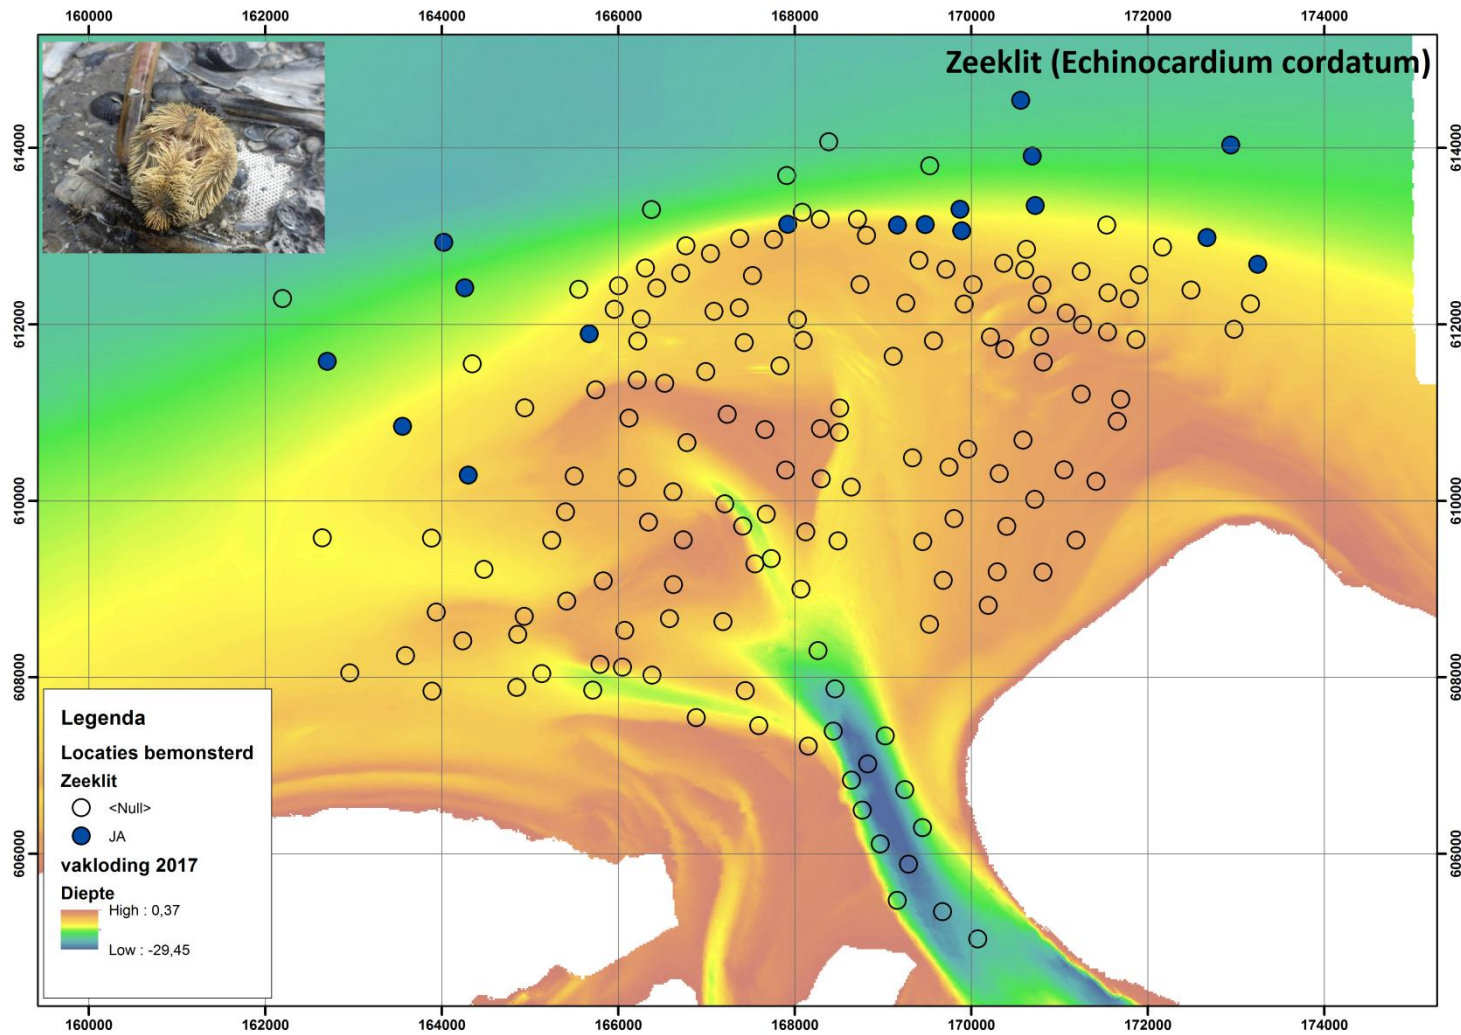 160000 162000 164000 166000 168000 170000 172000 174000
Zeeklit (Echinocardium cordatum)
614000 614000
612000 612000
610000 610000
608000 608000
606000 606000
Legenda
Locaties bemonsterd
Zeeklit
<Null>
JA
vakloding 2017
Diepte
High : 0,37
Low : -29,45
160000 162000 164000 166000 168000 170000 172000 174000